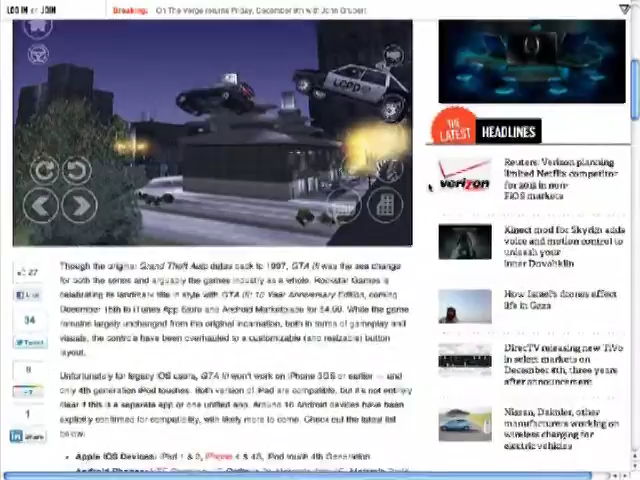 LOG IN or JOIN
Breaking: On The Verge returns Friday, December 9th with John Gruber!
LCPD
THE LATEST HEADLINES
verizon
Reuters: Verizon planning
limited Netflix competitor
for 2012 in non-
FiOS markets
Kinect mod for Skyrim adds
voice and motion control to
unleash your
inner Dovahkiin
How Israel's drones affect
life in Gaza
DirecTV releasing new TiVo
in select markets on
December 8th, three years
after announcement
Nissan, Daimler, other
manufacturers working on
wireless charging for
electric vehicles
27
Like
34
Tweet
+1
1
Share
Though the original Grand Theft Auto dates back to 1997, GTA III was the sea change
for both the series and arguably the games industry as a whole. Rockstar Games is
celebrating its landmark title in style with GTA III: 10 Year Anniversary Edition, coming
December 15th to iTunes App Store and Android Marketplace for $4.99. While the game
remains largely unchanged from the original incarnation, both in terms of gameplay and
visuals, the controls have been overhauled to a customizable (and resizable) button
layout.
Unfortunately for legacy iOS users, GTA III won't work on iPhone 3GS or earlier — and
only 4th generation iPod touches. Both version of iPad are compatible, but it's not entirely
clear if this is a separate app or one unified app. Around 16 Android devices have been
explicitly confirmed for compatibility, with likely more to come. Check out the latest list
below:
• Apple iOS Devices: iPad 1 & 2, iPhone 4 & 4S, iPod touch 4th Generation
Android Phones: